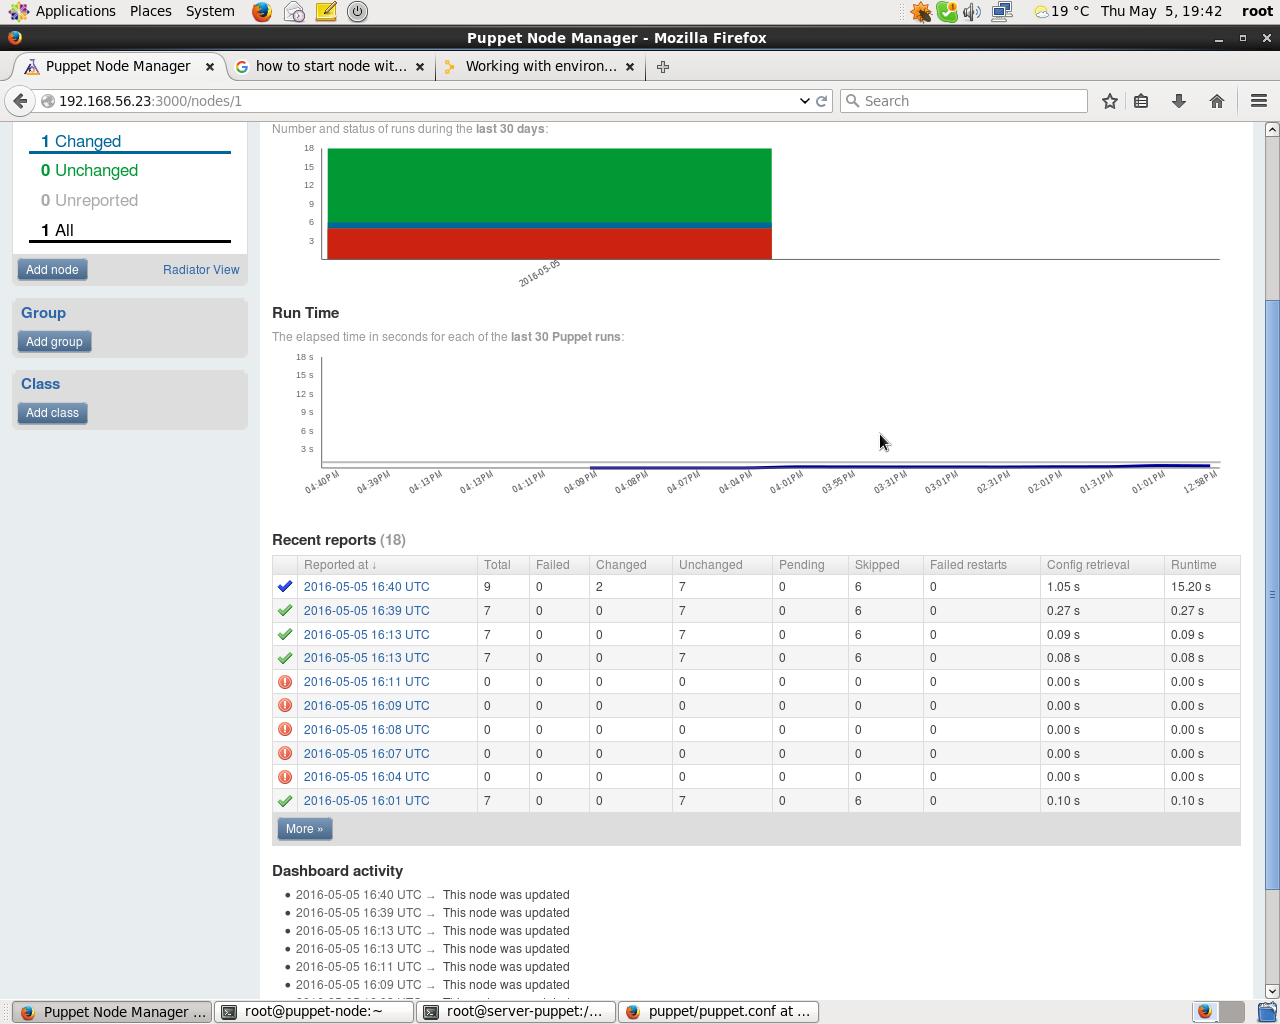 Applications Places System 19 °C Thu May 5, 19:42 root
Puppet Node Manager - Mozilla Firefox
Puppet Node Manager how to start node wit... Working with environ...
192.168.56.23:3000/nodes/1 Search
1 Changed
0 Unchanged
0 Unreported
1 All
Add node Radiator View
Group
Add group
Class
Add class
Number and status of runs during the last 30 days:
18
15
12
9
6
3
2016-05-05
Run Time
The elapsed time in seconds for each of the last 30 Puppet runs:
18 s
15 s
12 s
9 s
6 s
3 s
04:40PM 04:39PM 04:13PM 04:13PM 04:11PM 04:09PM 04:08PM 04:07PM 04:04PM 04:01PM 03:55PM 03:31PM 03:01PM 02:31PM 02:01PM 01:31PM 01:01PM 12:58PM
Recent reports (18)
Reported at ↓ Total Failed Changed Unchanged Pending Skipped Failed restarts Config retrieval Runtime
2016-05-05 16:40 UTC 9 0 2 7 0 6 0 1.05 s 15.20 s
2016-05-05 16:39 UTC 7 0 0 7 0 6 0 0.27 s 0.27 s
2016-05-05 16:13 UTC 7 0 0 7 0 6 0 0.09 s 0.09 s
2016-05-05 16:13 UTC 7 0 0 7 0 6 0 0.08 s 0.08 s
2016-05-05 16:11 UTC 0 0 0 0 0 0 0 0.00 s 0.00 s
2016-05-05 16:09 UTC 0 0 0 0 0 0 0 0.00 s 0.00 s
2016-05-05 16:08 UTC 0 0 0 0 0 0 0 0.00 s 0.00 s
2016-05-05 16:07 UTC 0 0 0 0 0 0 0 0.00 s 0.00 s
2016-05-05 16:04 UTC 0 0 0 0 0 0 0 0.00 s 0.00 s
2016-05-05 16:01 UTC 7 0 0 7 0 6 0 0.10 s 0.10 s
More »
Dashboard activity
• 2016-05-05 16:40 UTC → This node was updated
• 2016-05-05 16:39 UTC → This node was updated
• 2016-05-05 16:13 UTC → This node was updated
• 2016-05-05 16:13 UTC → This node was updated
• 2016-05-05 16:11 UTC → This node was updated
• 2016-05-05 16:09 UTC → This node was updated
Puppet Node Manager ... root@puppet-node:~ root@server-puppet:/... puppet/puppet.conf at ...